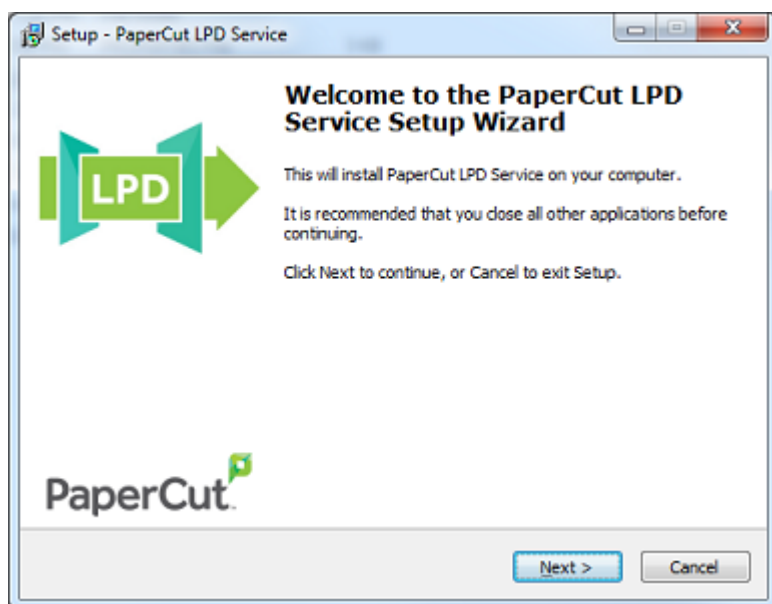 Setup - PaperCut LPD Service
Welcome to the PaperCut LPD
Service Setup Wizard
LPD
This will install PaperCut LPD Service on your computer.
It is recommended that you close all other applications before
continuing.
Click Next to continue, or Cancel to exit Setup.
PaperCut
Next >
Cancel